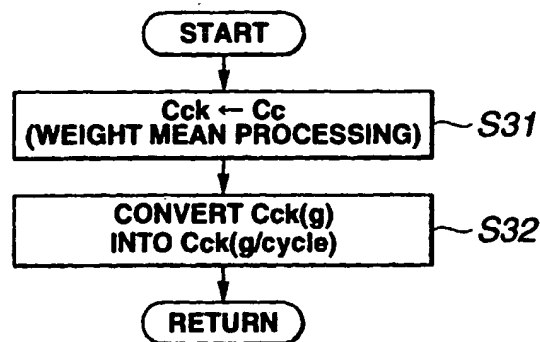 START
Cck ← Cc
(WEIGHT MEAN PROCESSING)
S31
CONVERT Cck(g)
INTO Cck(g/cycle)
S32
RETURN